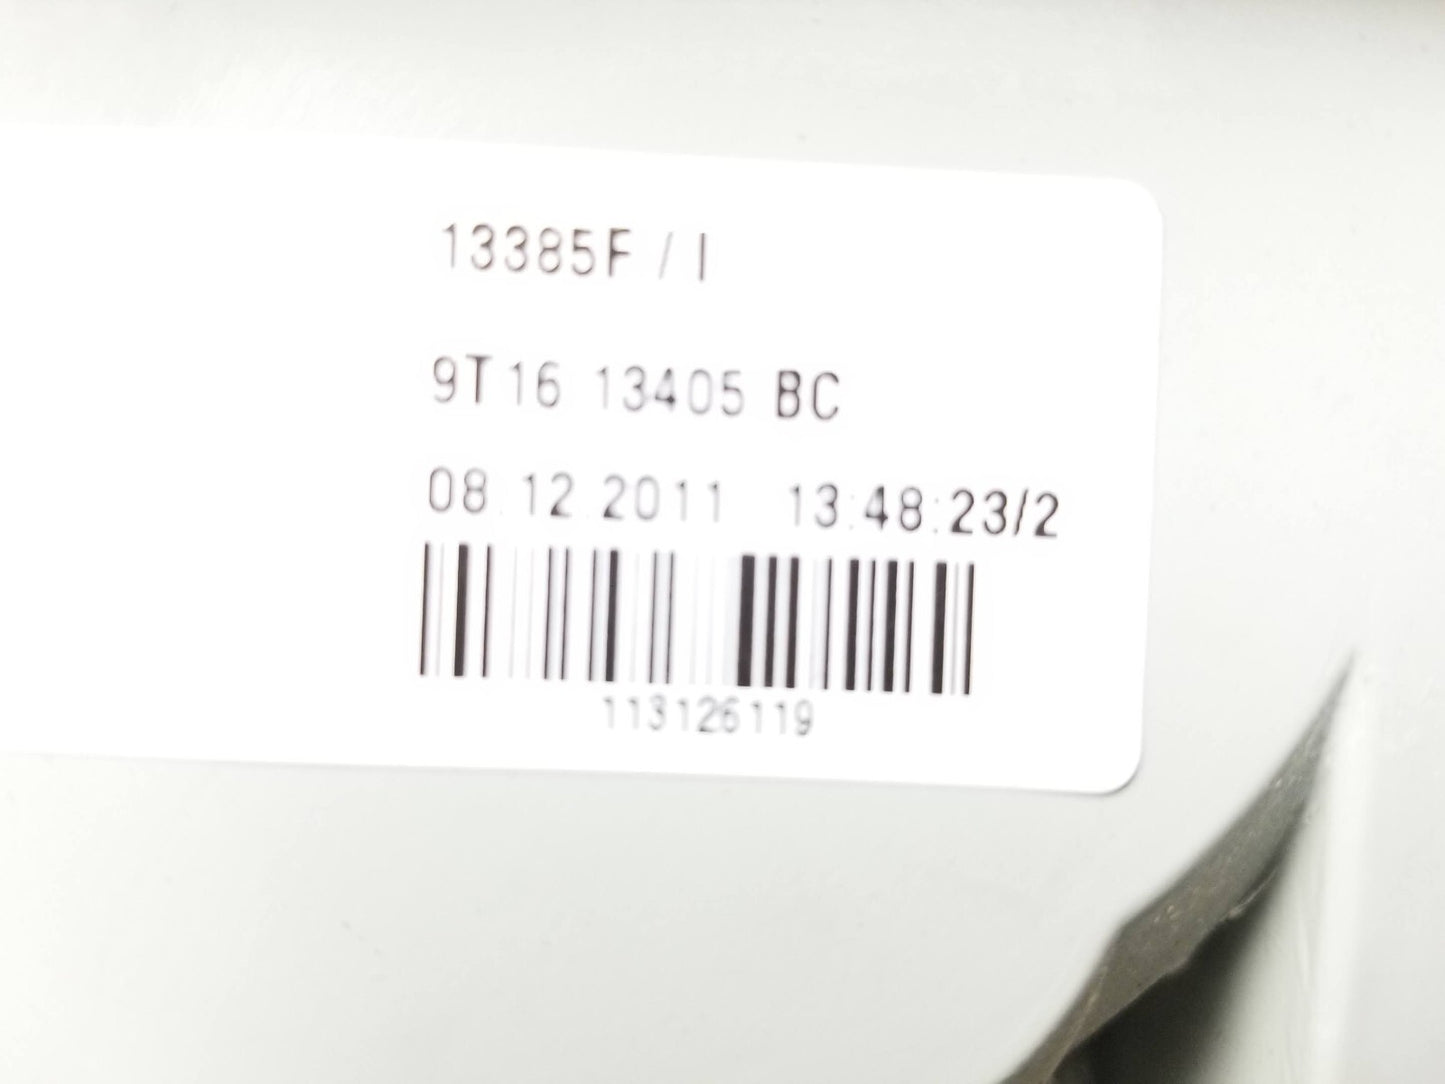 13385F / I
9T16 13405 BC
08.12.2011 13:48:23/2
113126119